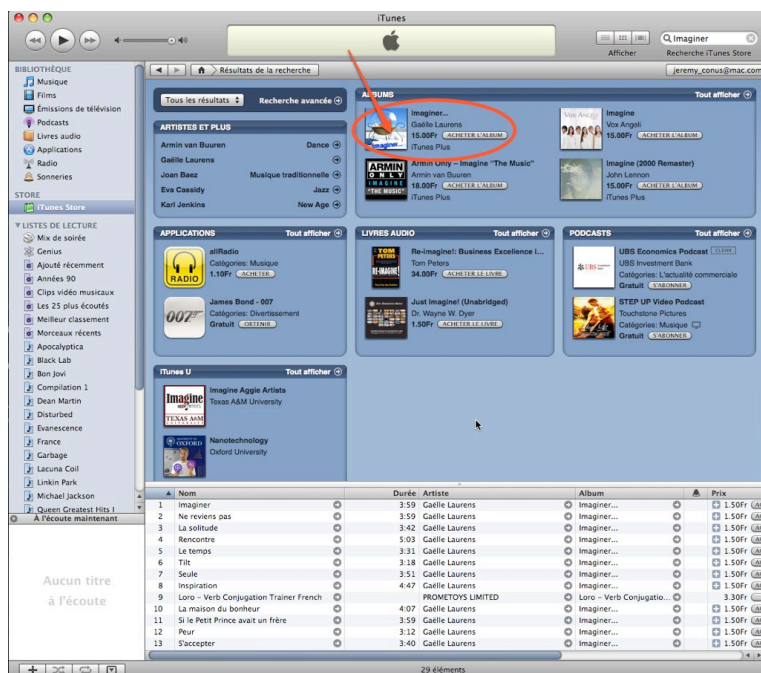 iTunes
Imaginer
Afficher
Recherche iTunes Store
BIBLIOTHÈQUE
Musique
Films
Émissions de télévision
Podcasts
Livres audio
Applications
Radio
Sonneries
STORE
iTunes Store
LISTES DE LECTURE
Mix de soirée
Genius
Ajouté récemment
Années 90
Clips vidéo musicaux
Les 25 plus écoutés
Meilleur classement
Morceaux récents
Apocalyptica
Black Lab
Bon Jovi
Compilation 1
Dean Martin
Disturbed
Evanescence
France
Garbage
Lacuna Coil
Linkin Park
Michael Jackson
Queen Greatest Hits I
À l'écoute maintenant
Aucun titre
à l'écoute
Résultats de la recherche
jeremy_conus@mac.com
Tous les résultats
Recherche avancée
ARTISTES ET PLUS
Armin van Buuren Dance
Gaëlle Laurens
Joan Baez Musique traditionnelle
Eva Cassidy Jazz
Karl Jenkins New Age
ALBUMS Tout afficher
Imaginer...
Gaëlle Laurens
15.00Fr ACHETER L'ALBUM
iTunes Plus
Imagine
Vox Angeli
15.00Fr ACHETER L'ALBUM
ARMIN
ONLY
IMAGINE
"THE MUSIC"
Armin Only – Imagine "The Music"
Armin van Buuren
18.00Fr ACHETER L'ALBUM
iTunes Plus
Imagine (2000 Remaster)
John Lennon
15.00Fr ACHETER L'ALBUM
iTunes Plus
APPLICATIONS Tout afficher
RADIO
allRadio
Catégories: Musique
1.10Fr ACHETER
007
James Bond - 007
Catégories: Divertissement
Gratuit OBTENIR
LIVRES AUDIO Tout afficher
TOM
PETERS
RE-IMAGINE!
Re-imagine!: Business Excellence i...
Tom Peters
34.00Fr ACHETER LE LIVRE
Just Imagine! (Unabridged)
Dr. Wayne W. Dyer
1.50Fr ACHETER LE LIVRE
PODCASTS Tout afficher
UBS
UBS Economics Podcast CLEAN
UBS Investment Bank
Catégories: L'actualité commerciale
Gratuit S'ABONNER
STEP UP Video Podcast
Touchstone Pictures
Catégories: Musique
Gratuit S'ABONNER
iTunes U Tout afficher
Imagine
TEXAS A&M
Imagine Aggie Artists
Texas A&M University
OXFORD
Nanotechnology
Oxford University
Nom Durée Artiste Album Prix
1 Imaginer 3:59 Gaëlle Laurens Imaginer... 1.50Fr
2 Ne reviens pas 3:59 Gaëlle Laurens Imaginer... 1.50Fr
3 La solitude 3:42 Gaëlle Laurens Imaginer... 1.50Fr
4 Rencontre 5:03 Gaëlle Laurens Imaginer... 1.50Fr
5 Le temps 3:31 Gaëlle Laurens Imaginer... 1.50Fr
6 Tilt 3:18 Gaëlle Laurens Imaginer... 1.50Fr
7 Seule 3:51 Gaëlle Laurens Imaginer... 1.50Fr
8 Inspiration 4:47 Gaëlle Laurens Imaginer... 1.50Fr
9 Loro – Verb Conjugation Trainer French PROMETOYS LIMITED Loro – Verb Conjugatio... 3.30Fr
10 La maison du bonheur 4:07 Gaëlle Laurens Imaginer... 1.50Fr
11 Si le Petit Prince avait un frère 3:59 Gaëlle Laurens Imaginer... 1.50Fr
12 Peur 3:12 Gaëlle Laurens Imaginer... 1.50Fr
13 S'accepter 3:40 Gaëlle Laurens Imaginer... 1.50Fr
29 éléments